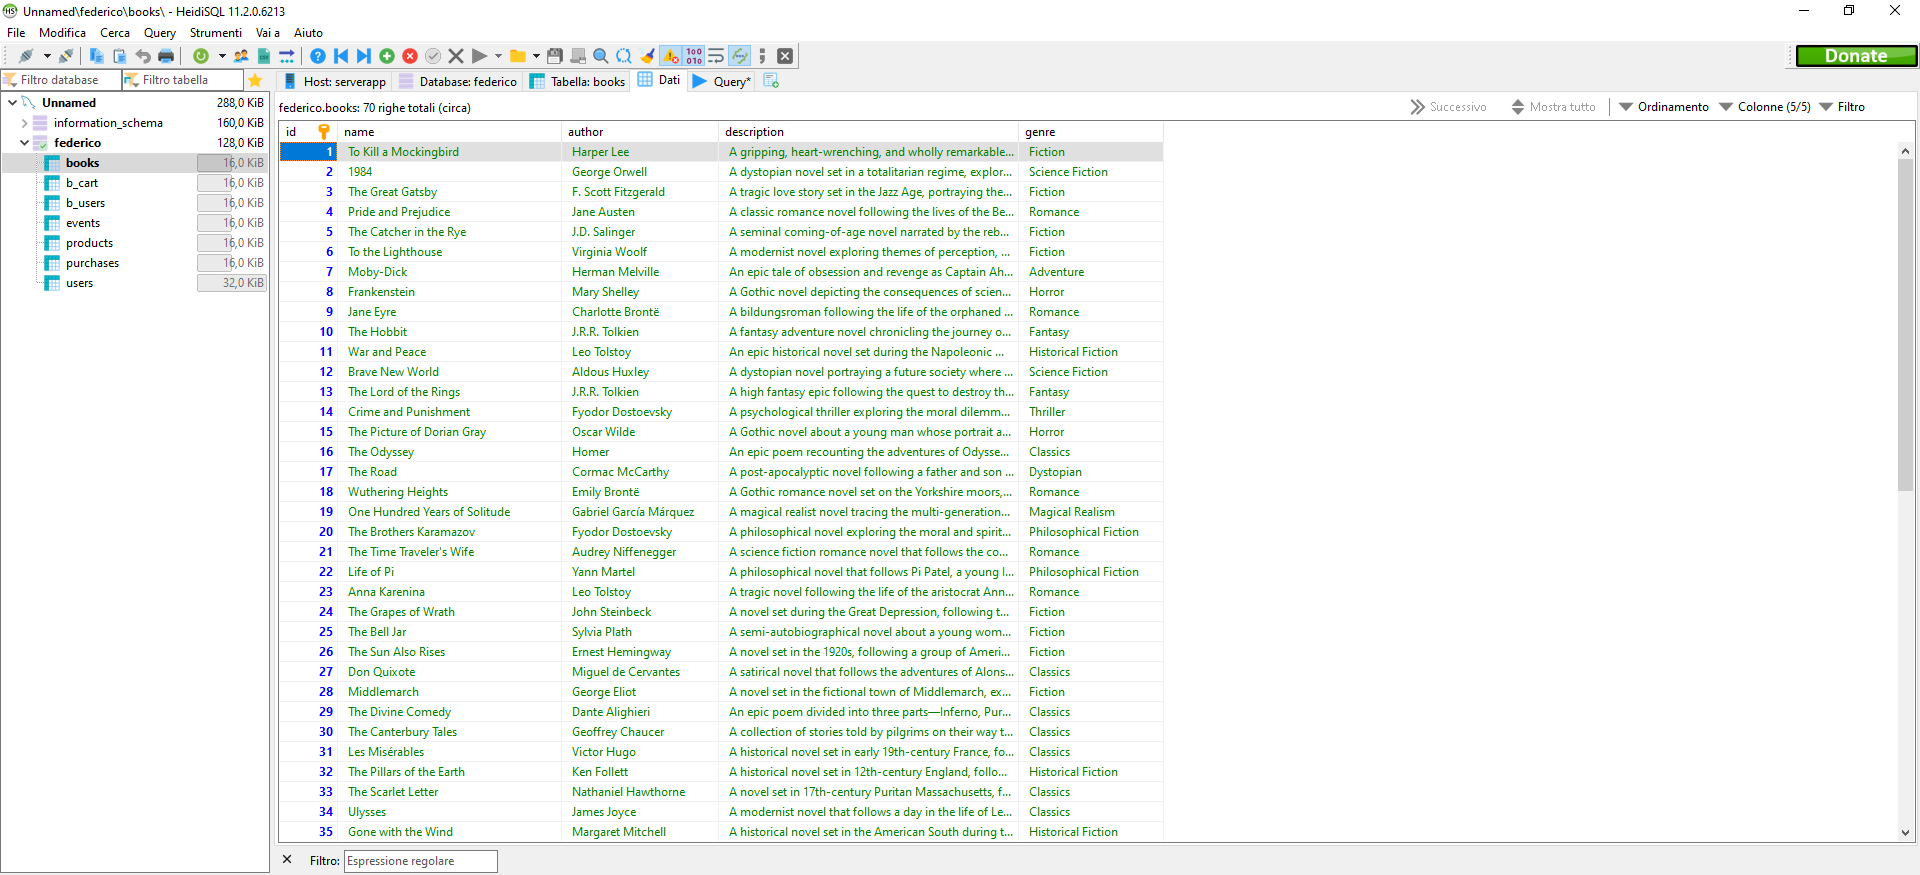 Unnamed\federico\books\ - HeidiSQL 11.2.0.6213
File Modifica Cerca Query Strumenti Vai a Aiuto
Donate
Filtro database Filtro tabella Host: serverapp Database: federico Tabella: books Dati Query*
Unnamed 288,0 KiB
information_schema 160,0 KiB
federico 128,0 KiB
books 16,0 KiB
b_cart 16,0 KiB
b_users 16,0 KiB
events 16,0 KiB
products 16,0 KiB
purchases 16,0 KiB
users 32,0 KiB
federico.books: 70 righe totali (circa) Successivo Mostra tutto Ordinamento Colonne (5/5) Filtro
id name author description genre
1 To Kill a Mockingbird Harper Lee A gripping, heart-wrenching, and wholly remarkable... Fiction
2 1984 George Orwell A dystopian novel set in a totalitarian regime, explor... Science Fiction
3 The Great Gatsby F. Scott Fitzgerald A tragic love story set in the Jazz Age, portraying the... Fiction
4 Pride and Prejudice Jane Austen A classic romance novel following the lives of the Be... Romance
5 The Catcher in the Rye J.D. Salinger A seminal coming-of-age novel narrated by the reb... Fiction
6 To the Lighthouse Virginia Woolf A modernist novel exploring themes of perception, ... Fiction
7 Moby-Dick Herman Melville An epic tale of obsession and revenge as Captain Ah... Adventure
8 Frankenstein Mary Shelley A Gothic novel depicting the consequences of scien... Horror
9 Jane Eyre Charlotte Brontë A bildungsroman following the life of the orphaned ... Romance
10 The Hobbit J.R.R. Tolkien A fantasy adventure novel chronicling the journey o... Fantasy
11 War and Peace Leo Tolstoy An epic historical novel set during the Napoleonic ... Historical Fiction
12 Brave New World Aldous Huxley A dystopian novel portraying a future society where ... Science Fiction
13 The Lord of the Rings J.R.R. Tolkien A high fantasy epic following the quest to destroy th... Fantasy
14 Crime and Punishment Fyodor Dostoevsky A psychological thriller exploring the moral dilemm... Thriller
15 The Picture of Dorian Gray Oscar Wilde A Gothic novel about a young man whose portrait a... Horror
16 The Odyssey Homer An epic poem recounting the adventures of Odysse... Classics
17 The Road Cormac McCarthy A post-apocalyptic novel following a father and son ... Dystopian
18 Wuthering Heights Emily Brontë A Gothic romance novel set on the Yorkshire moors,... Romance
19 One Hundred Years of Solitude Gabriel García Márquez A magical realist novel tracing the multi-generation... Magical Realism
20 The Brothers Karamazov Fyodor Dostoevsky A philosophical novel exploring the moral and spirit... Philosophical Fiction
21 The Time Traveler's Wife Audrey Niffenegger A science fiction romance novel that follows the co... Romance
22 Life of Pi Yann Martel A philosophical novel that follows Pi Patel, a young I... Philosophical Fiction
23 Anna Karenina Leo Tolstoy A tragic novel following the life of the aristocrat Ann... Romance
24 The Grapes of Wrath John Steinbeck A novel set during the Great Depression, following t... Fiction
25 The Bell Jar Sylvia Plath A semi-autobiographical novel about a young wom... Fiction
26 The Sun Also Rises Ernest Hemingway A novel set in the 1920s, following a group of Ameri... Fiction
27 Don Quixote Miguel de Cervantes A satirical novel that follows the adventures of Alons... Classics
28 Middlemarch George Eliot A novel set in the fictional town of Middlemarch, ex... Fiction
29 The Divine Comedy Dante Alighieri An epic poem divided into three parts—Inferno, Pur... Classics
30 The Canterbury Tales Geoffrey Chaucer A collection of stories told by pilgrims on their way t... Classics
31 Les Misérables Victor Hugo A historical novel set in early 19th-century France, fo... Classics
32 The Pillars of the Earth Ken Follett A historical novel set in 12th-century England, follo... Historical Fiction
33 The Scarlet Letter Nathaniel Hawthorne A novel set in 17th-century Puritan Massachusetts, f... Classics
34 Ulysses James Joyce A modernist novel that follows a day in the life of Le... Classics
35 Gone with the Wind Margaret Mitchell A historical novel set in the American South during t... Historical Fiction
Filtro: Espressione regolare